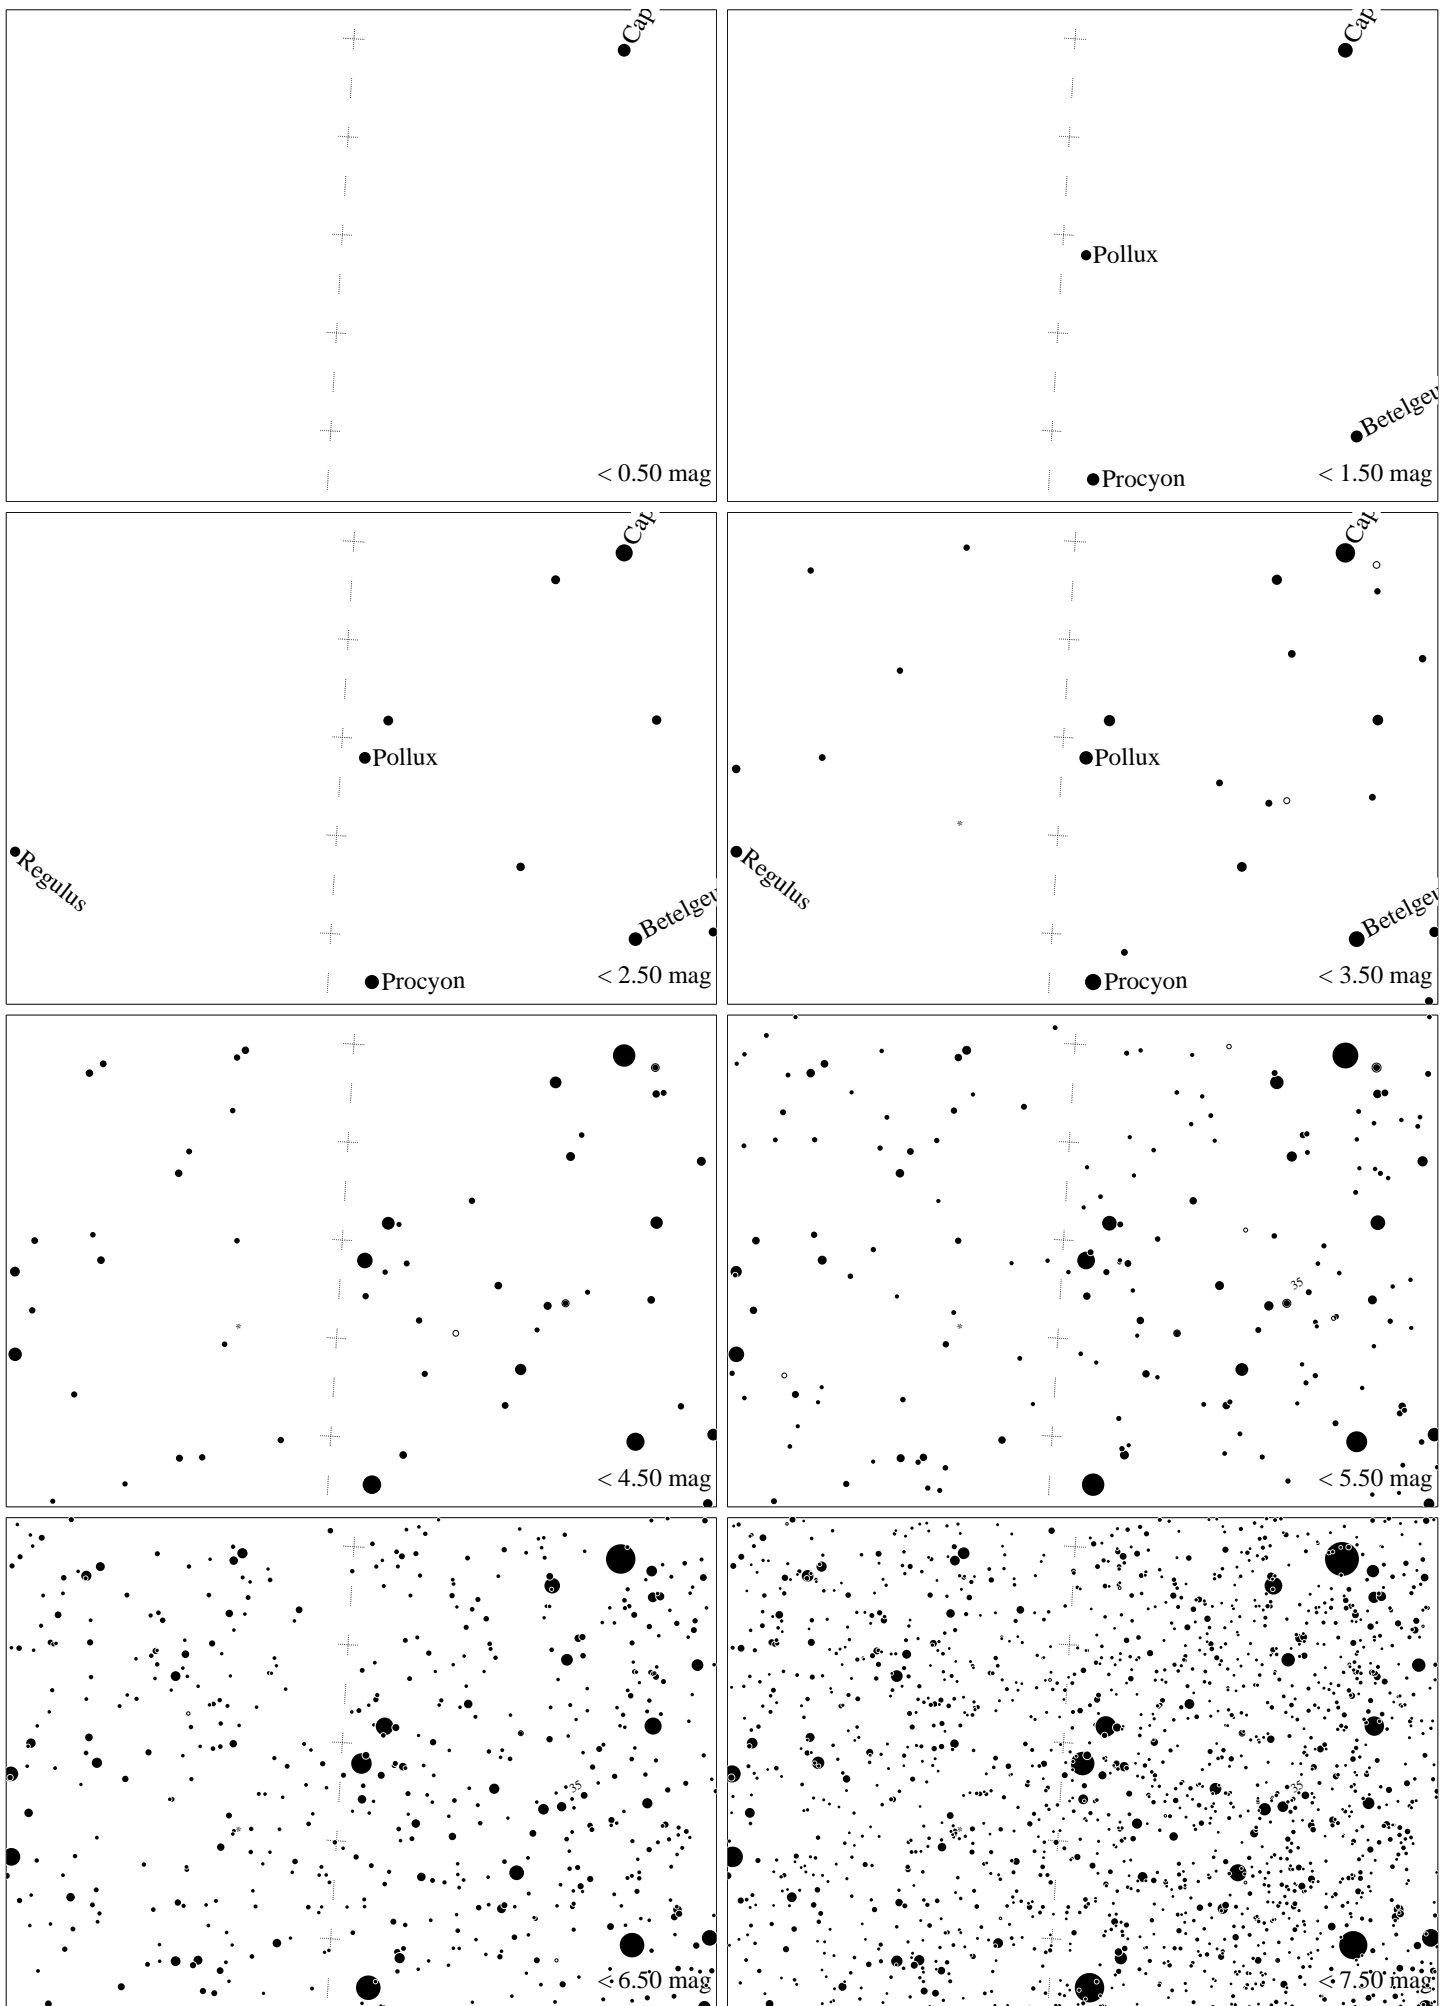 Cap
< 0.50 mag
Cap
Pollux
Betelgeu
Procyon
< 1.50 mag
Cap
Pollux
Regulus
Betelgeu
Procyon
< 2.50 mag
Cap
Pollux
Regulus
Betelgeu
Procyon
< 3.50 mag
< 4.50 mag
35
< 5.50 mag
35
< 6.50 mag
35
< 7.50 mag